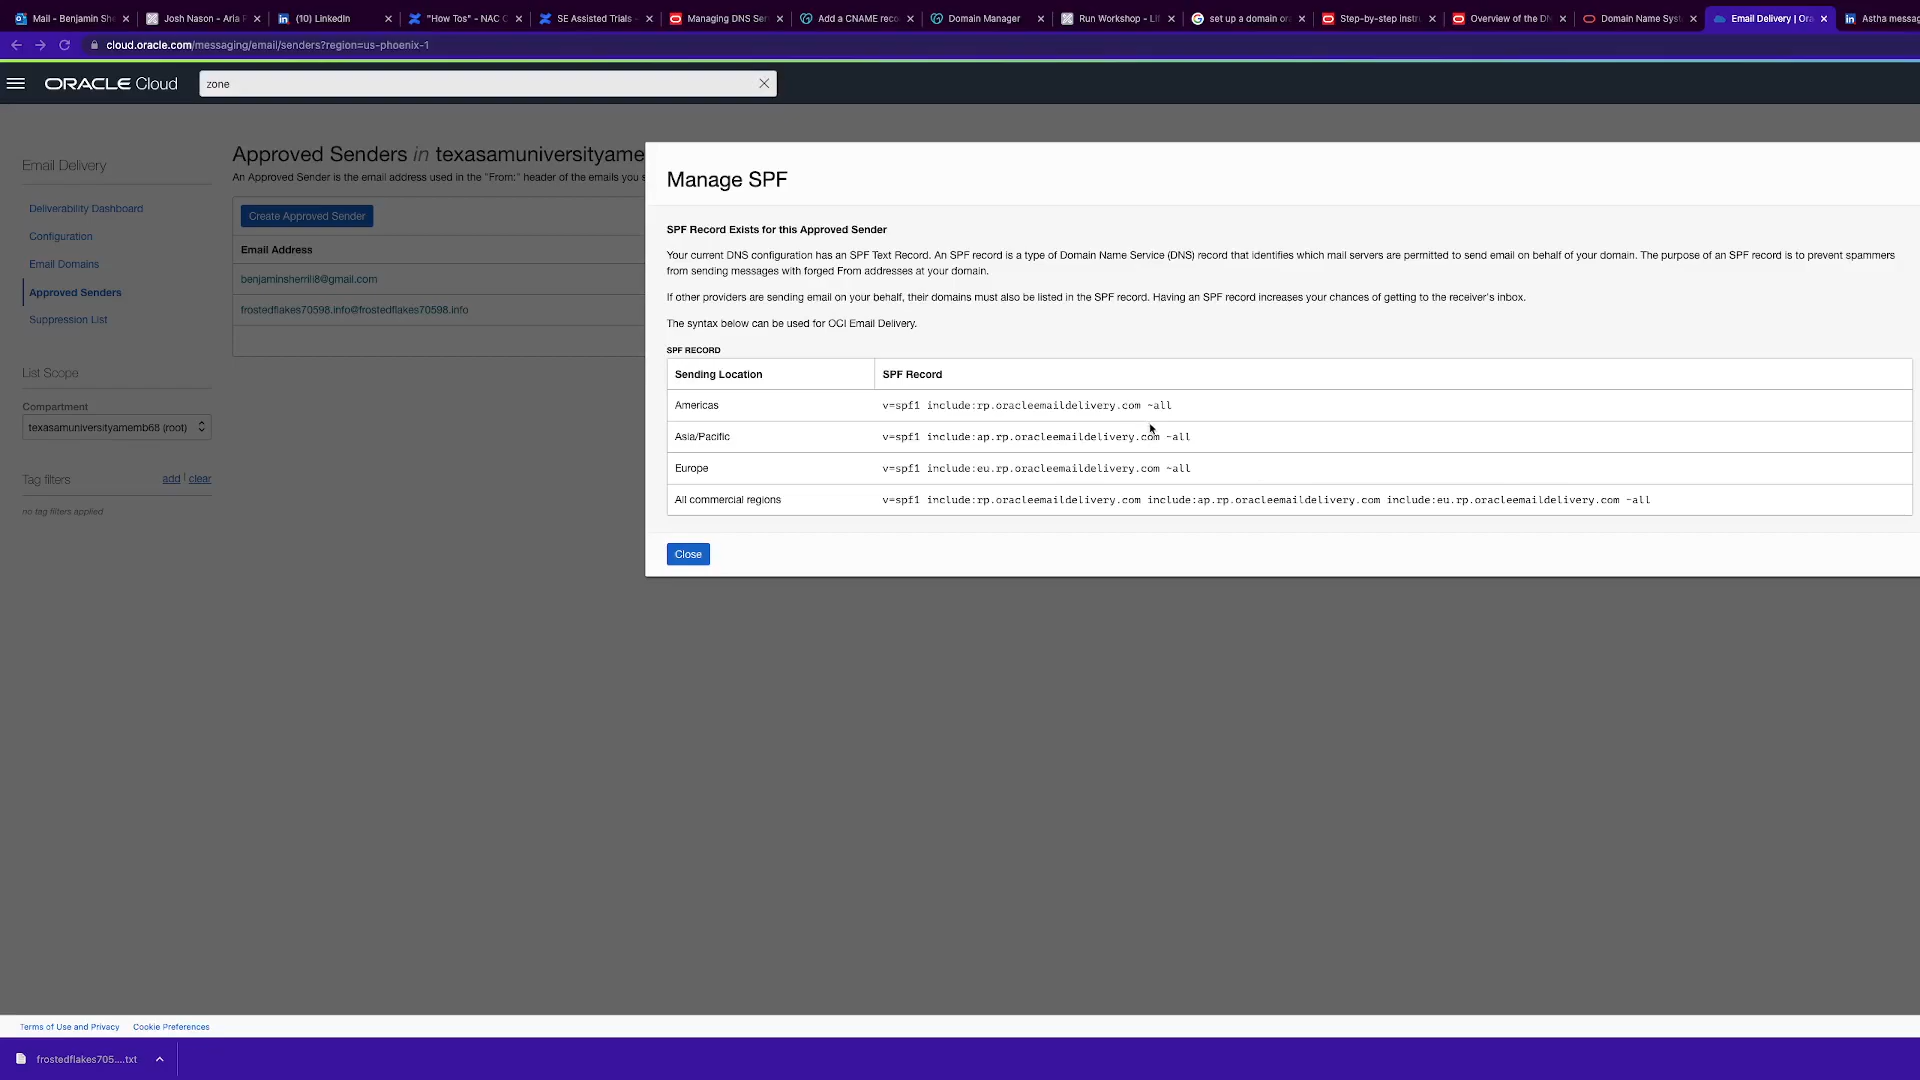 Mail - Benjamin She
Josh Nason - Aria P
(10) LinkedIn
"How Tos" - NAC C
SE Assisted Trials -
Managing DNS Ser
Add a CNAME reco
Domain Manager
Run Workshop - Li
set up a domain or
Step-by-step instru
Overview of the D
Domain Name Sys
Email Delivery | Ora
Astha messag
cloud.oracle.com/messaging/email/senders?region=us-phoenix-1
ORACLE Cloud
zone
Email Delivery
Deliverability Dashboard
Configuration
Email Domains
Approved Senders
Suppression List
List Scope
Compartment
texasamuniversityamemb68 (root)
Tag filters
add | clear
no tag filters applied
Approved Senders in texasamuniversityame
An Approved Sender is the email address used in the "From:" header of the emails you s
Create Approved Sender
Email Address
benjaminsherrill8@gmail.com
frostedflakes70598.info@frostedflakes70598.info
Manage SPF
SPF Record Exists for this Approved Sender
Your current DNS configuration has an SPF Text Record. An SPF record is a type of Domain Name Service (DNS) record that identifies which mail servers are permitted to send email on behalf of your domain. The purpose of an SPF record is to prevent spammers
from sending messages with forged From addresses at your domain.
If other providers are sending email on your behalf, their domains must also be listed in the SPF record. Having an SPF record increases your chances of getting to the receiver's inbox.
The syntax below can be used for OCI Email Delivery.
SPF RECORD
Sending Location SPF Record
Americas v=spf1 include:rp.oracleemaildelivery.com ~all
Asia/Pacific v=spf1 include:ap.rp.oracleemaildelivery.com ~all
Europe v=spf1 include:eu.rp.oracleemaildelivery.com ~all
All commercial regions v=spf1 include:rp.oracleemaildelivery.com include:ap.rp.oracleemaildelivery.com include:eu.rp.oracleemaildelivery.com ~all
Close
Terms of Use and Privacy Cookie Preferences
frostedflakes705....txt